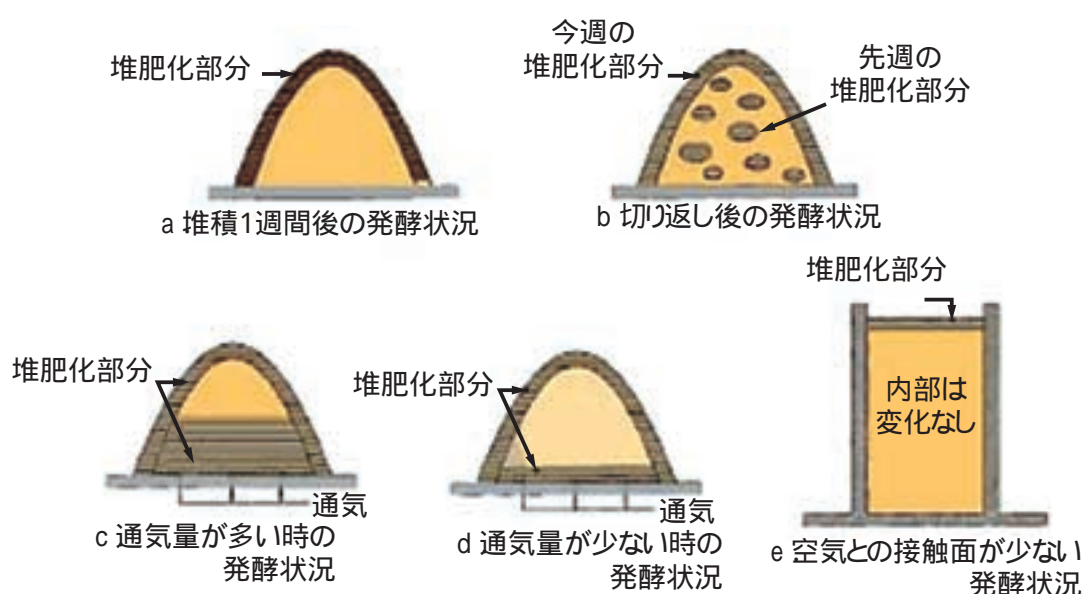 堆肥化部分
今週の
堆肥化部分
先週の
堆肥化部分
a 堆積1週間後の発酵状況
b 切り返し後の発酵状況
堆肥化部分
堆肥化部分
堆肥化部分
内部は
変化なし
通気
通気
c 通気量が多い時の
発酵状況
d 通気量が少ない時の
発酵状況
e 空気との接触面が少ない
発酵状況